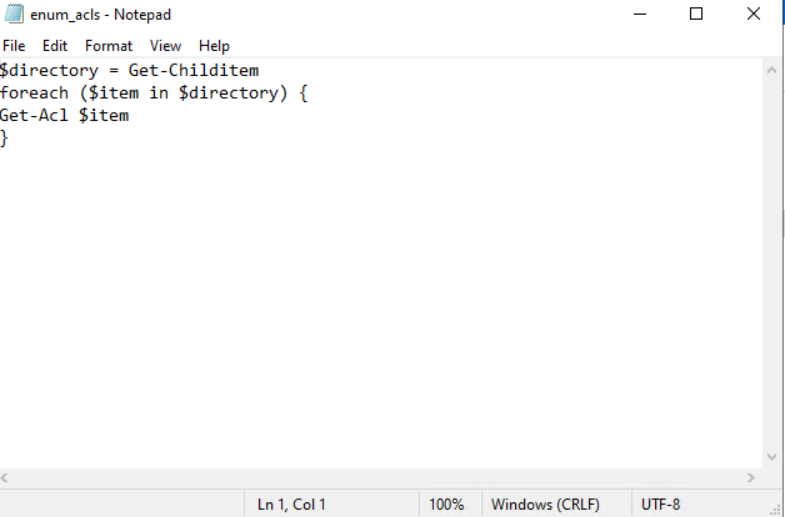 enum_acls - Notepad
File Edit Format View Help
$directory = Get-Childitem
foreach ($item in $directory) {
Get-Acl $item
}
Ln 1, Col 1 100% Windows (CRLF) UTF-8